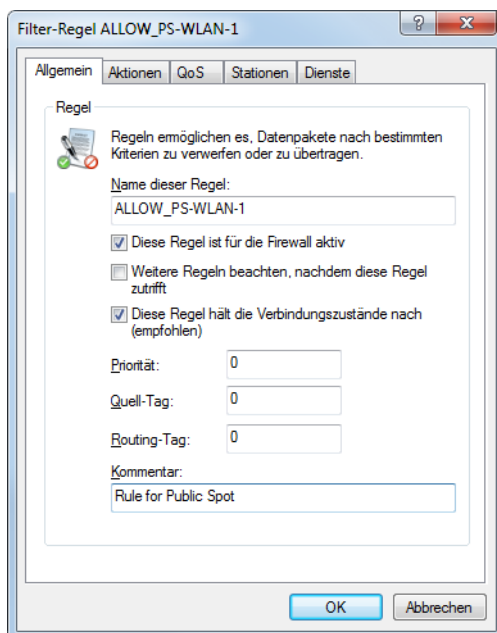 Filter-Regel ALLOW_PS-WLAN-1
Allgemein Aktionen QoS Stationen Dienste
Regel
Regeln ermöglichen es, Datenpakete nach bestimmten
Kriterien zu verwerfen oder zu übertragen.
Name dieser Regel:
ALLOW_PS-WLAN-1
Diese Regel ist für die Firewall aktiv
Weitere Regeln beachten, nachdem diese Regel
zutrifft
Diese Regel hält die Verbindungszustände nach
(empfohlen)
Priorität: 0
Quell-Tag: 0
Routing-Tag: 0
Kommentar:
Rule for Public Spot
OK Abbrechen